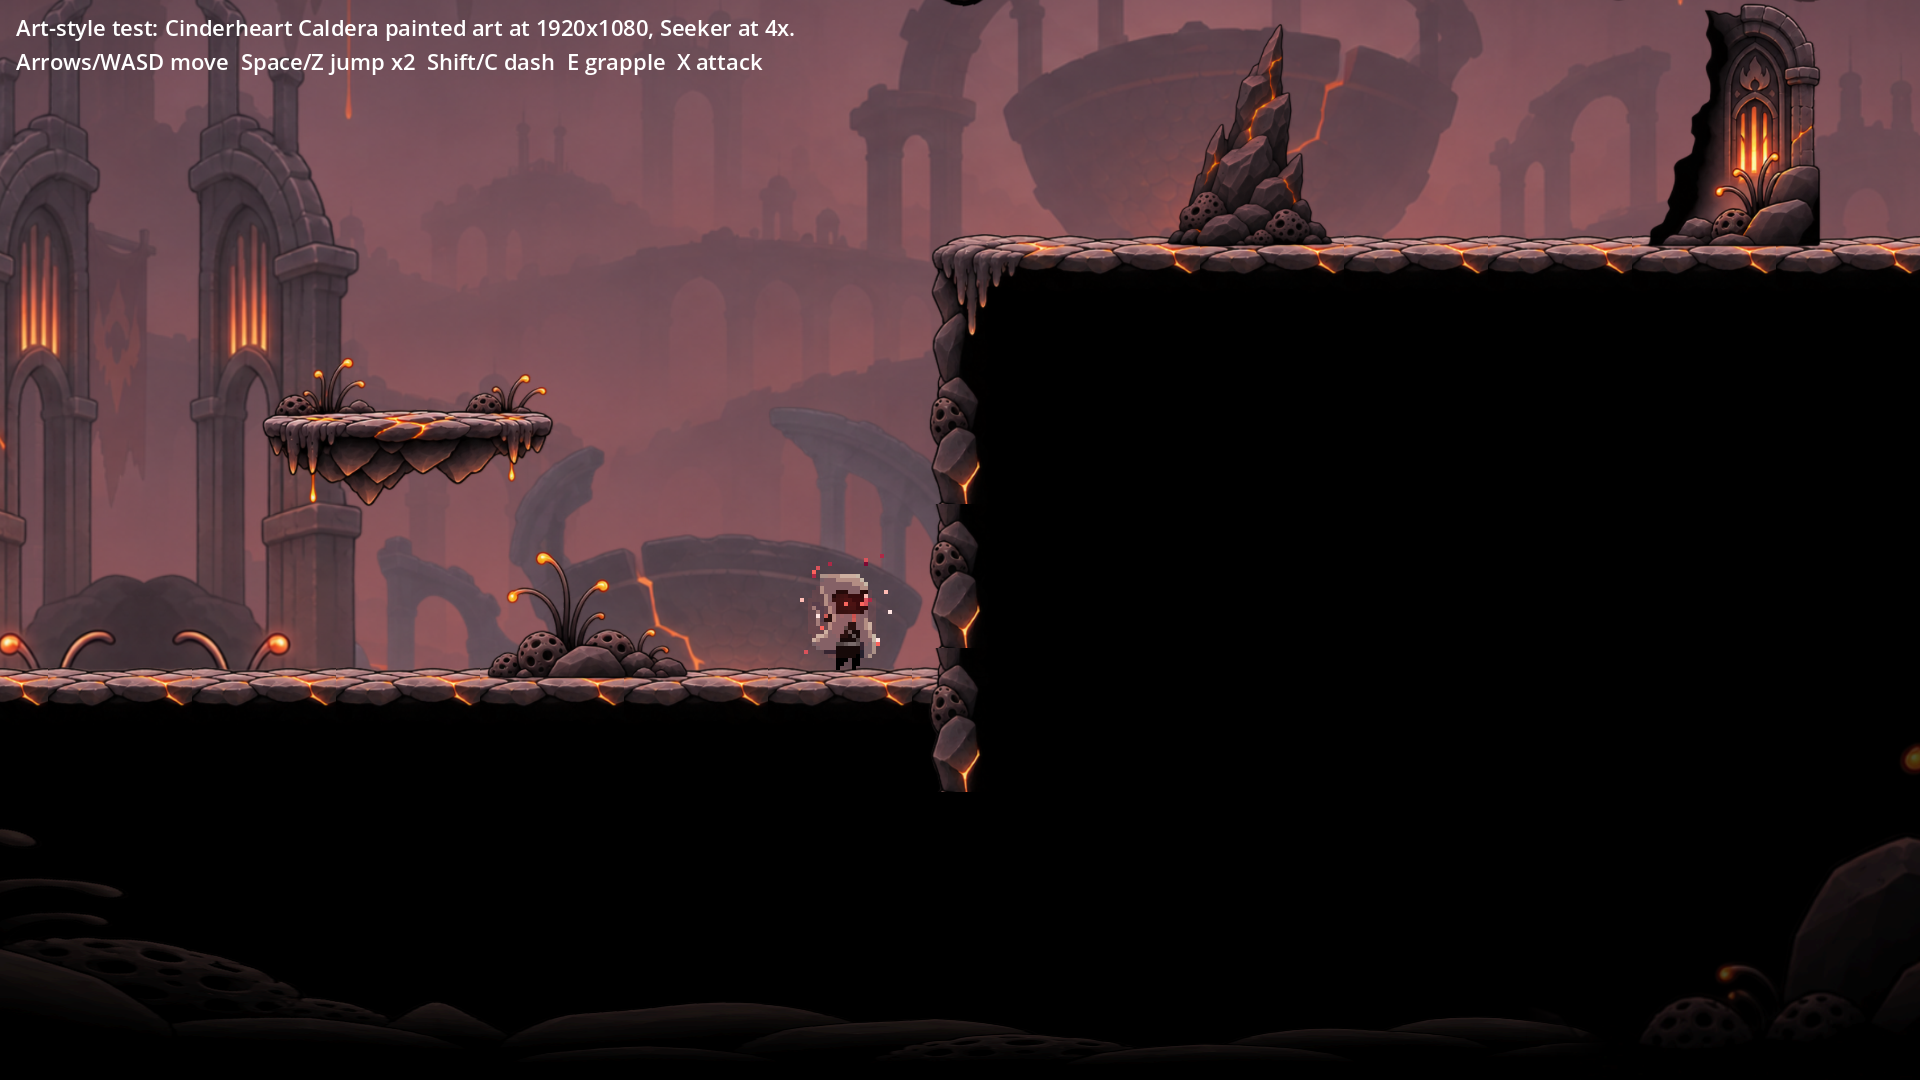 Art-style test: Cinderheart Caldera painted art at 1920x1080, Seeker at 4x.
Arrows/WASD move  Space/Z jump x2  Shift/C dash  E grapple  X attack